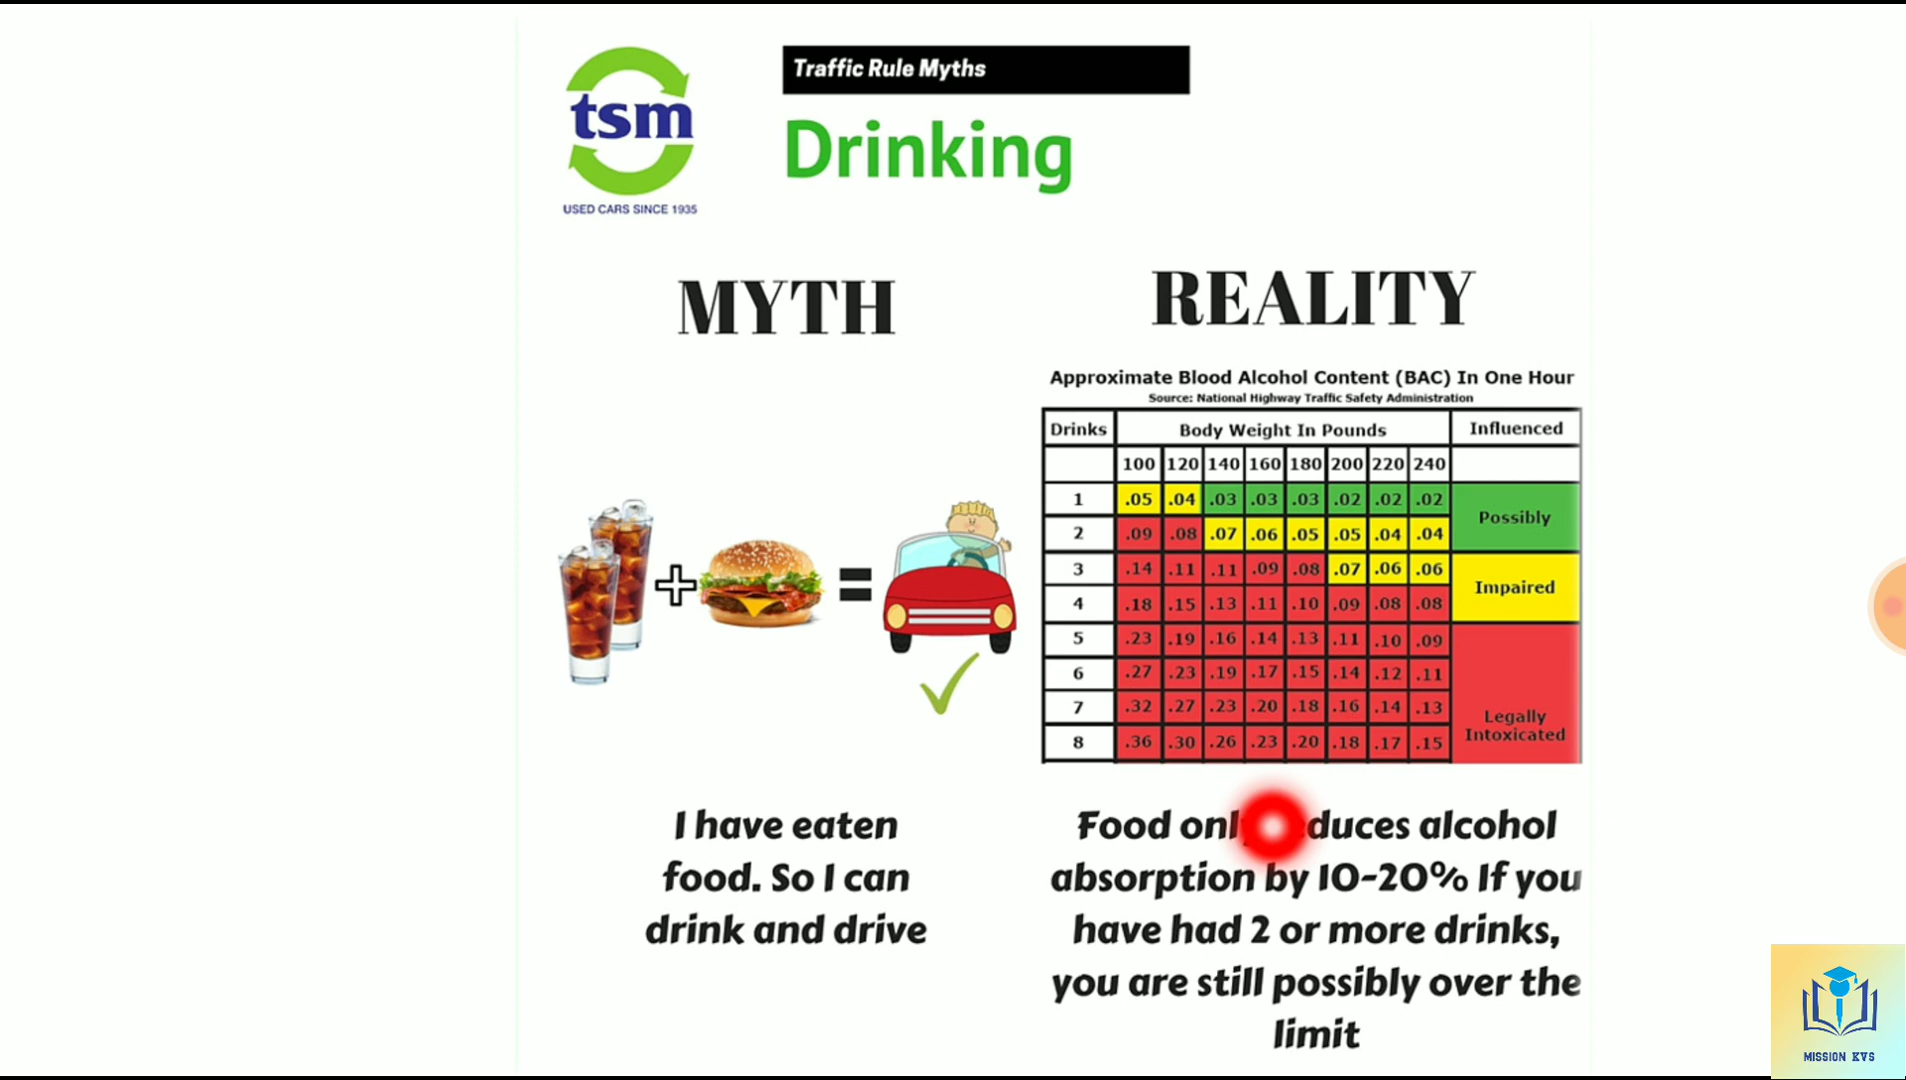 tsm
USED CARS SINCE 1935
Traffic Rule Myths
Drinking
MYTH
I have eaten
food. So I can
drink and drive
REALITY
Approximate Blood Alcohol Content (BAC) In One Hour
Source: National Highway Traffic Safety Administration
Drinks Body Weight In Pounds Influenced
100 120 140 160 180 200 220 240
1 .05 .04 .03 .03 .03 .02 .02 .02
Possibly
2 .09 .08 .07 .06 .05 .05 .04 .04
3 .14 .11 .11 .09 .08 .07 .06 .06
Impaired
4 .18 .15 .13 .11 .10 .09 .08 .08
5 .23 .19 .16 .14 .13 .11 .10 .09
6 .27 .23 .19 .17 .15 .14 .12 .11
7 .32 .27 .23 .20 .18 .16 .14 .13
Legally
Intoxicated
8 .36 .30 .26 .23 .20 .18 .17 .15
Food duces alcohol
absorption by 10-20% If you
have had 2 or more drinks,
you are still possibly over the
limit
MISSION KVS